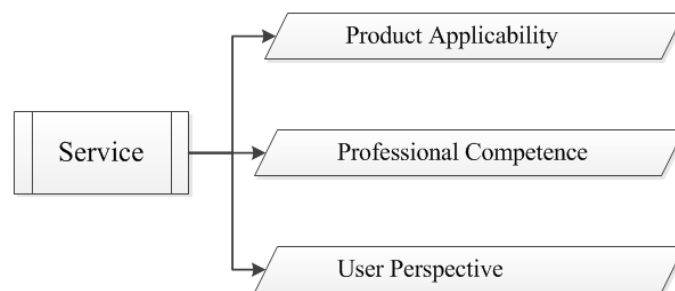 Product Applicability
Service
Professional Competence
User Perspective